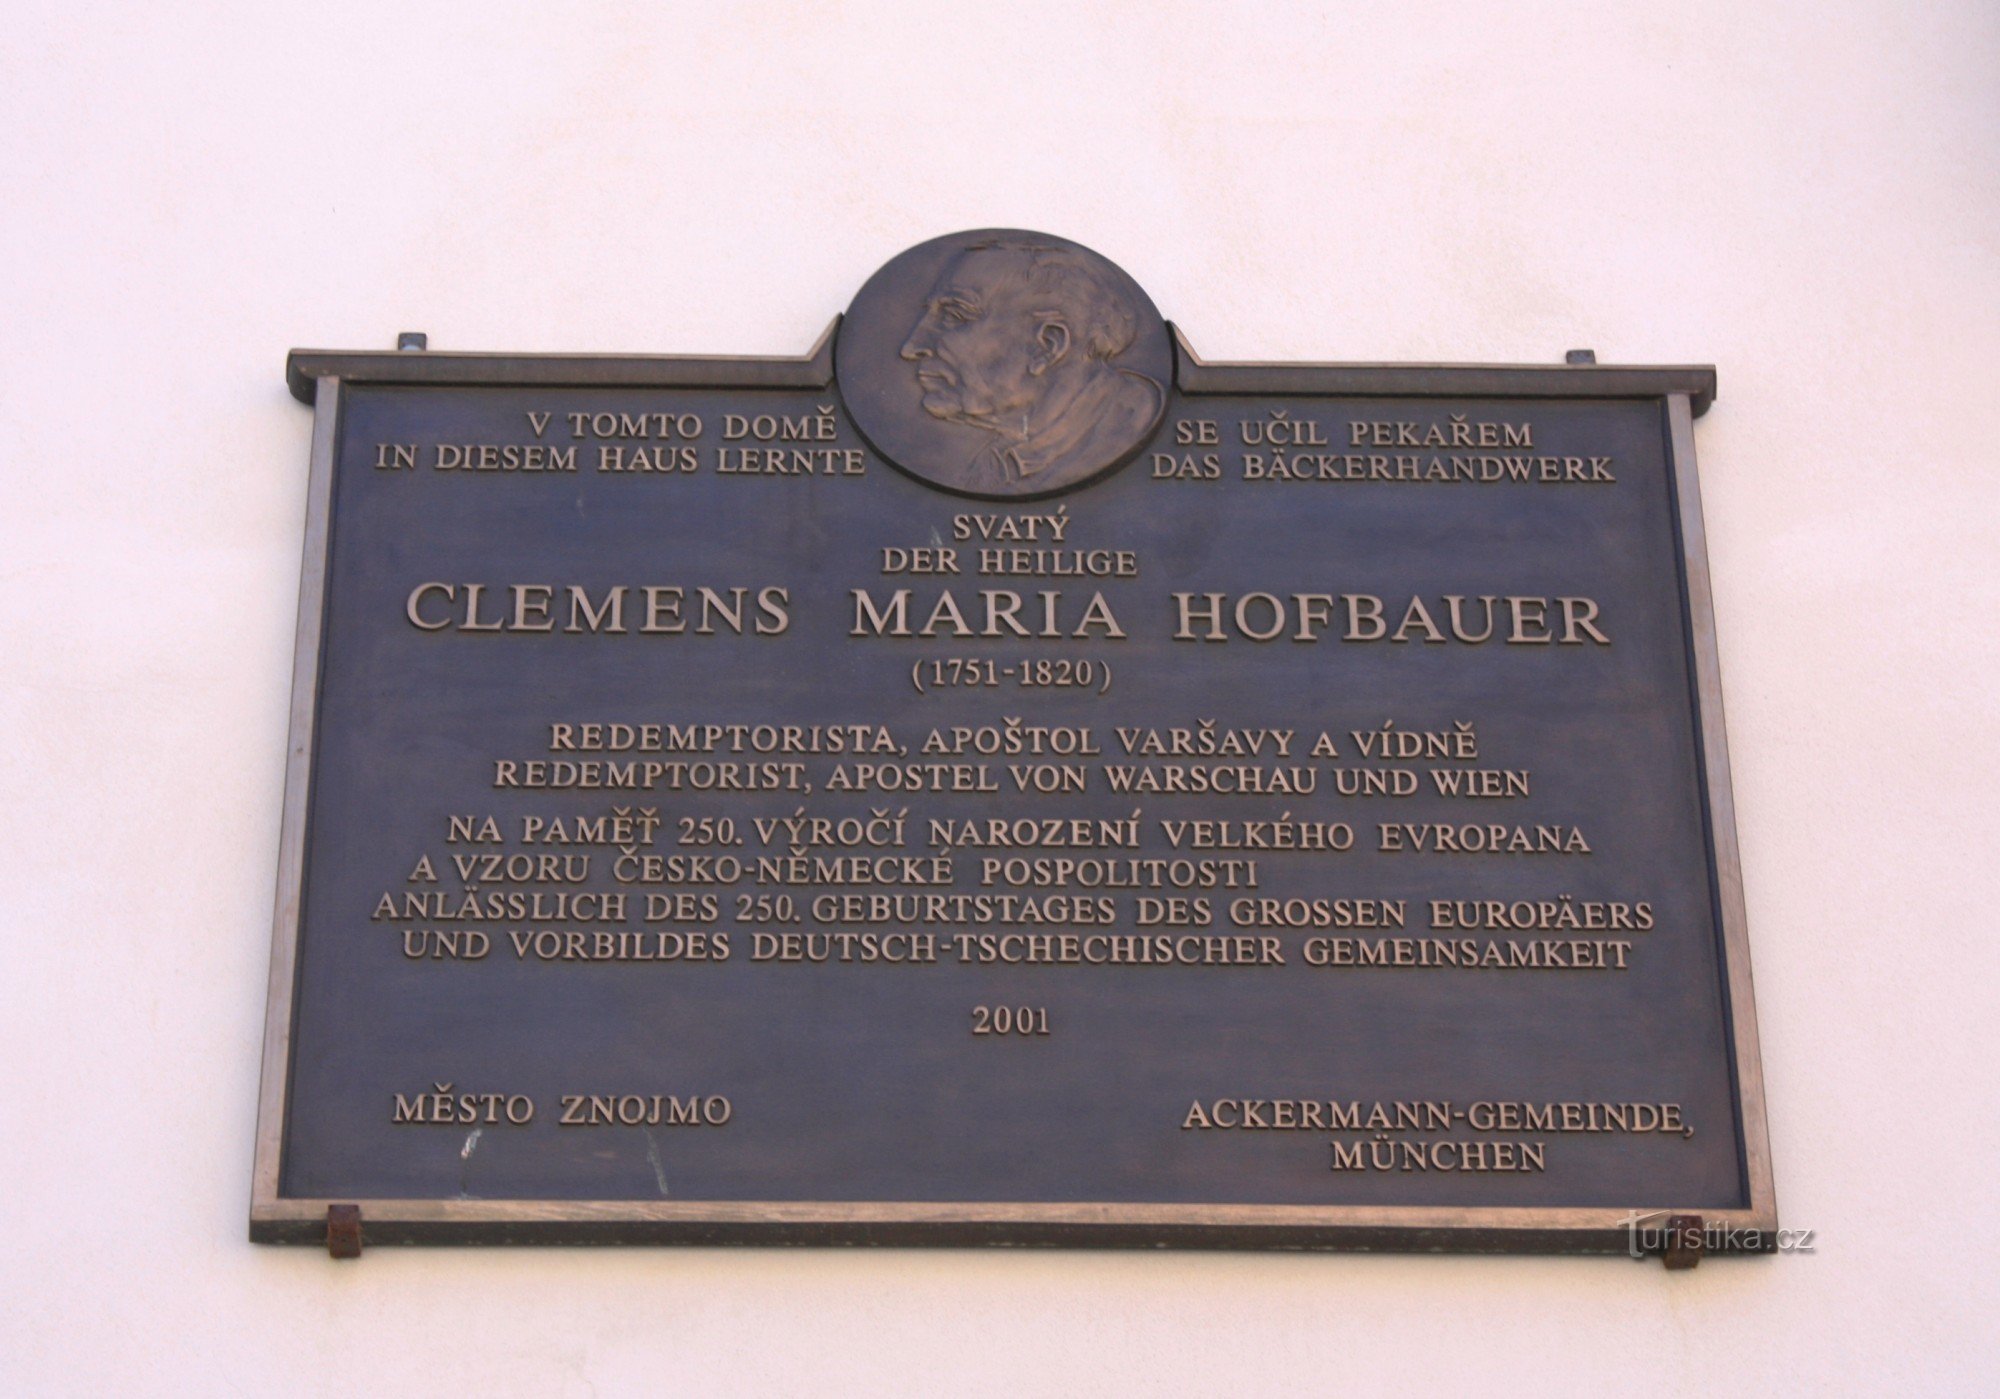 V TOMTO DOMĚ SE UČIL PEKAŘEM
IN DIESEM HAUS LERNTE DAS BÄCKERHANDWERK
SVATÝ
DER HEILIGE
CLEMENS MARIA HOFBAUER
(1751-1820)
REDEMPTORISTA, APOŠTOL VARŠAVY A VÍDNĚ
REDEMPTORIST, APOSTEL VON WARSCHAU UND WIEN
NA PAMĚŤ 250. VÝROČÍ NAROZENÍ VELKÉHO EVROPANA
A VZORU ČESKO-NĚMECKÉ POSPOLITOSTI
ANLÄSSLICH DES 250. GEBURTSTAGES DES GROSSEN EUROPÄERS
UND VORBILDES DEUTSCH-TSCHECHISCHER GEMEINSAMKEIT
2001
MĚSTO ZNOJMO
ACKERMANN-GEMEINDE,
MÜNCHEN
Turistika.cz